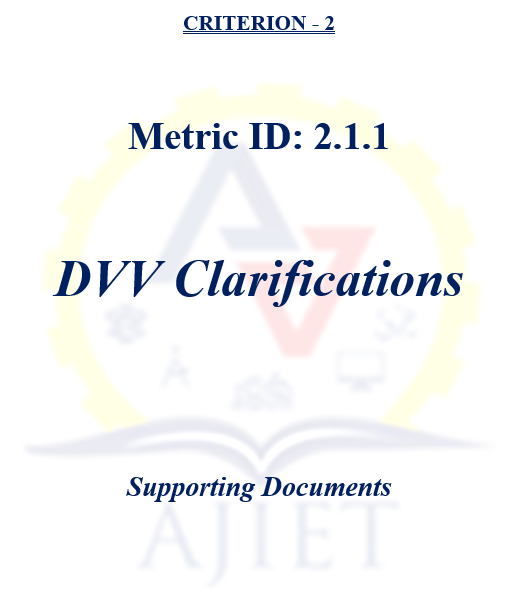 CRITERION - 2
Metric ID: 2.1.1
DVV Clarifications
Supporting Documents
AJIET